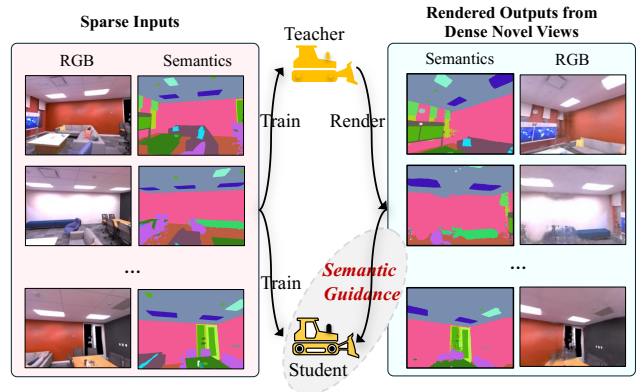 Sparse Inputs
RGB
Semantics
...
Teacher
Train
Render
Train
Semantic
Guidance
Student
Rendered Outputs from
Dense Novel Views
Semantics
RGB
...